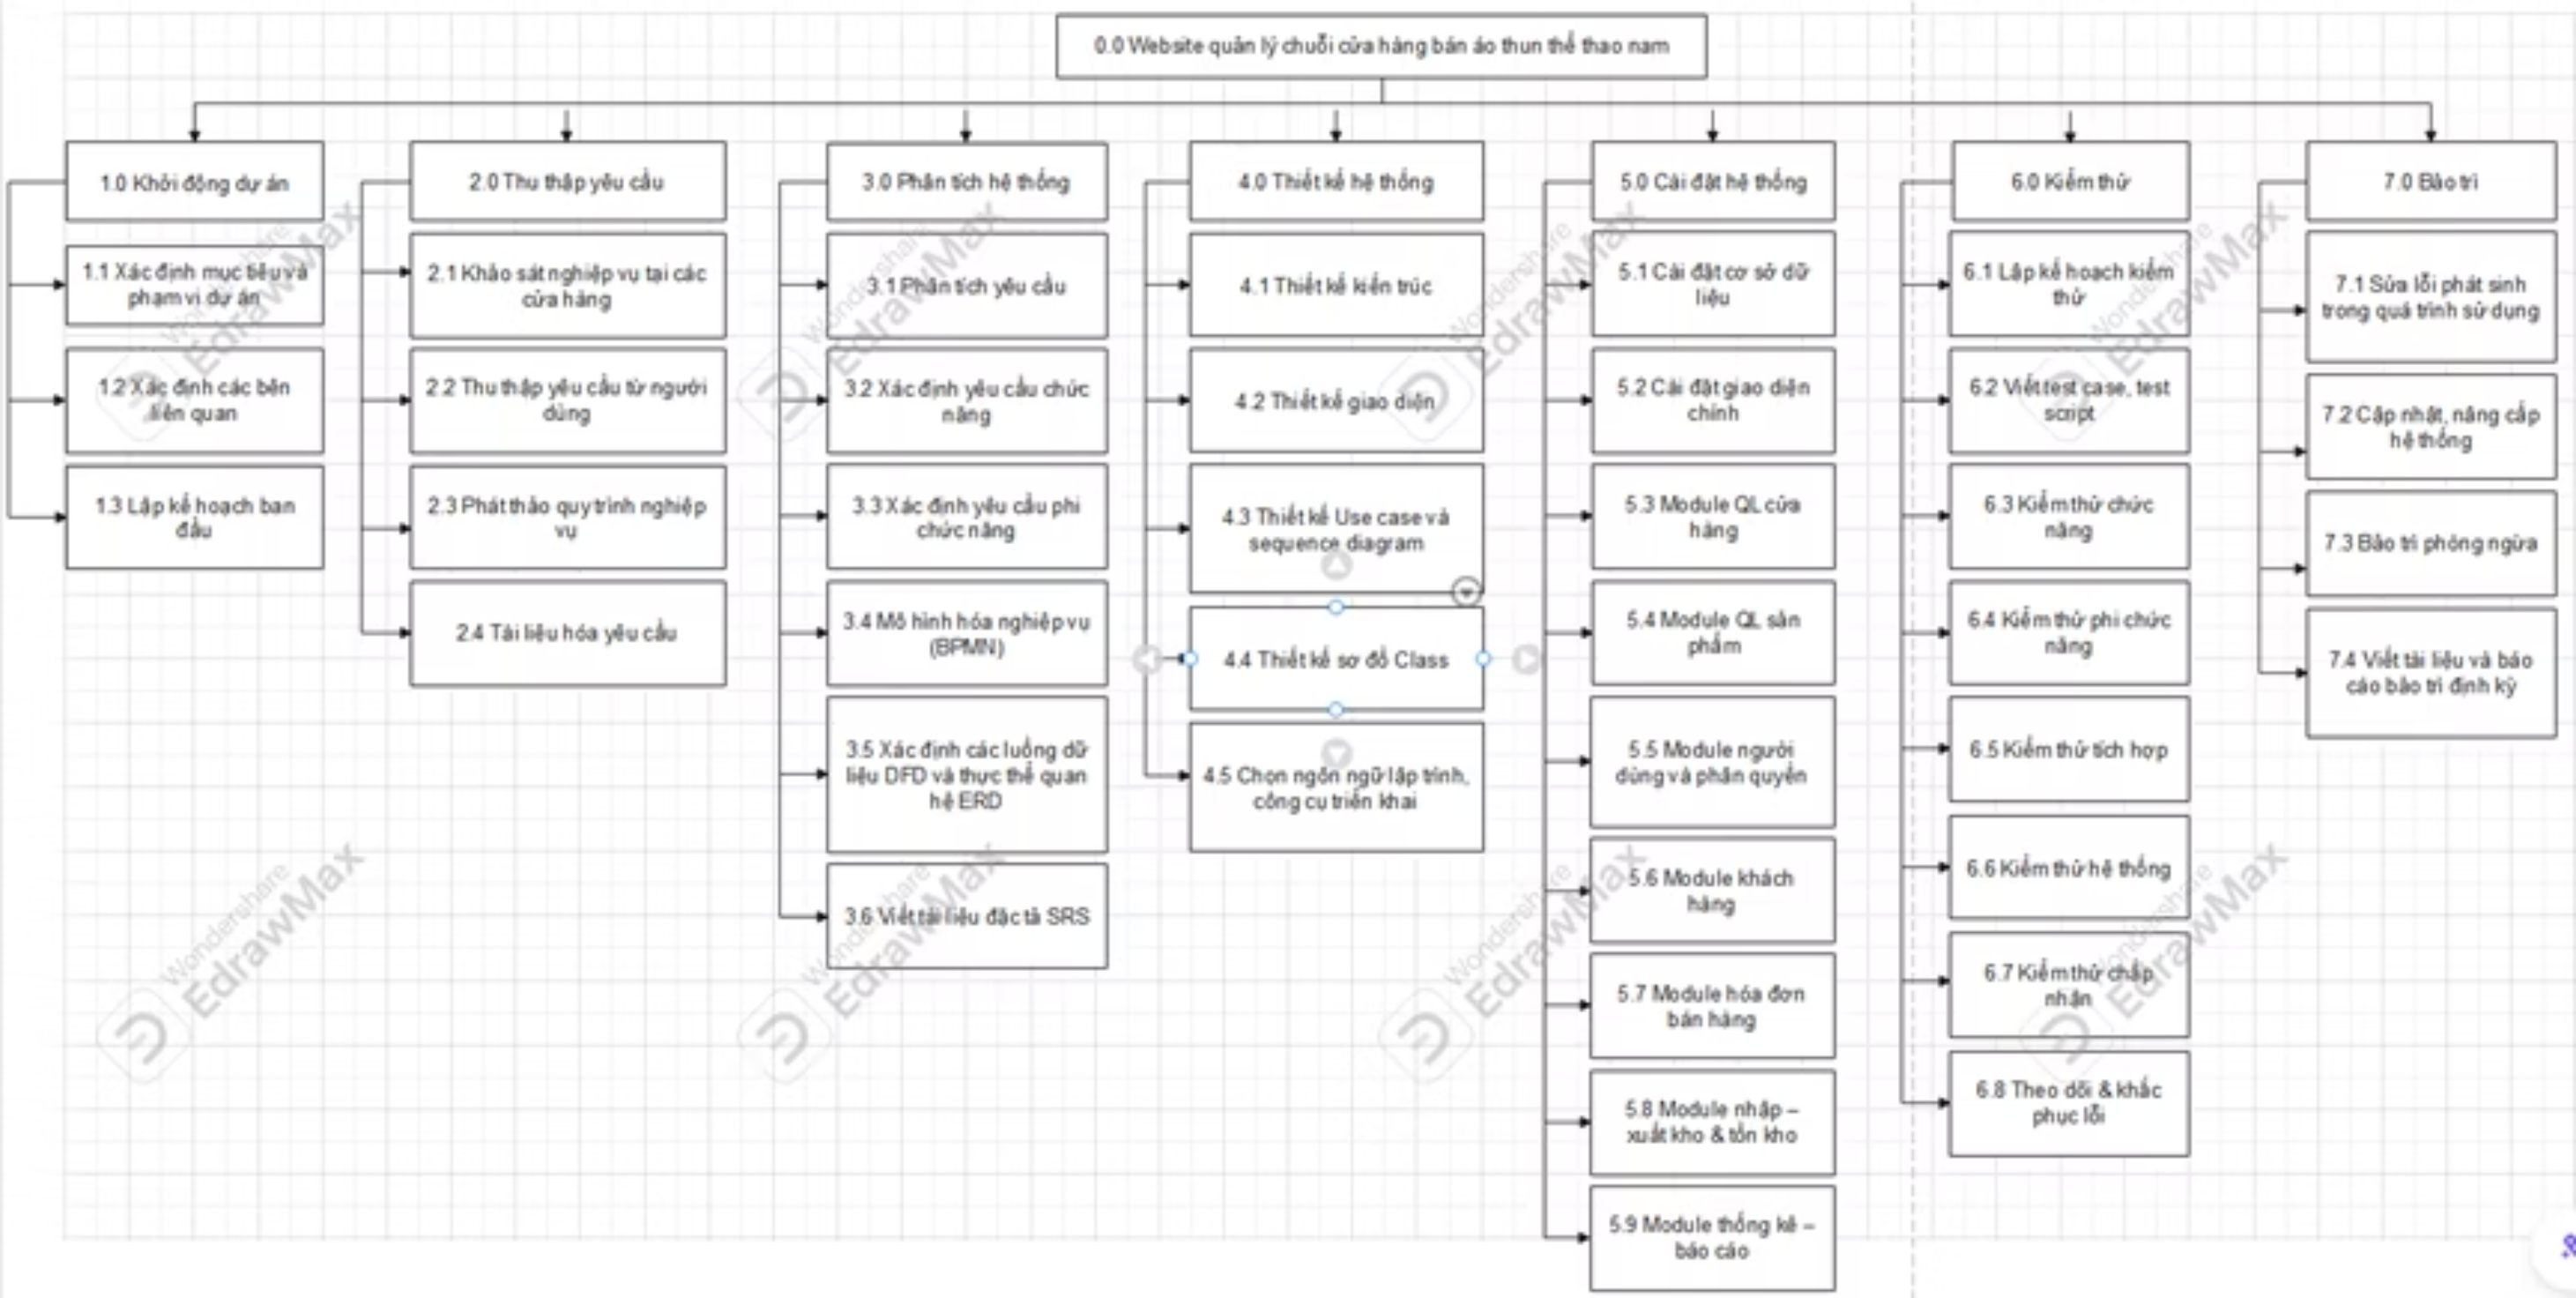 0.0 Website quản lý chuỗi cửa hàng bán áo thun thể thao nam
1.0 Khởi động dự án
1.1 Xác định mục tiêu và
phạm vi dự án
1.2 Xác định các bên
liên quan
1.3 Lập kế hoạch ban
đầu
2.0 Thu thập yêu cầu
2.1 Khảo sát nghiệp vụ tại các
cửa hàng
2.2 Thu thập yêu cầu từ người
dùng
2.3 Phát thảo quy trình nghiệp
vụ
2.4 Tài liệu hóa yêu cầu
3.0 Phân tích hệ thống
3.1 Phân tích yêu cầu
3.2 Xác định yêu cầu chức
năng
3.3 Xác định yêu cầu phi
chức năng
3.4 Mô hình hóa nghiệp vụ
(BPMN)
3.5 Xác định các luồng dữ
liệu DFD và thực thể quan
hệ ERD
3.6 Viết tài liệu đặc tả SRS
4.0 Thiết kế hệ thống
4.1 Thiết kế kiến trúc
4.2 Thiết kế giao diện
4.3 Thiết kế Use case và
sequence diagram
4.4 Thiết kế sơ đồ Class
4.5 Chọn ngôn ngữ lập trình,
công cụ triển khai
5.0 Cài đặt hệ thống
5.1 Cài đặt cơ sở dữ
liệu
5.2 Cài đặt giao diện
chính
5.3 Module QL cửa
hàng
5.4 Module QL sản
phẩm
5.5 Module người
dùng và phân quyền
5.6 Module khách
hàng
5.7 Module hóa đơn
bán hàng
5.8 Module nhập –
xuất kho & tồn kho
5.9 Module thống kê –
báo cáo
6.0 Kiểm thử
6.1 Lập kế hoạch kiểm
thử
6.2 Viết test case, test
script
6.3 Kiểm thử chức
năng
6.4 Kiểm thử phi chức
năng
6.5 Kiểm thử tích hợp
6.6 Kiểm thử hệ thống
6.7 Kiểm thử chấp
nhận
6.8 Theo dõi & khắc
phục lỗi
7.0 Bảo trì
7.1 Sửa lỗi phát sinh
trong quá trình sử dụng
7.2 Cập nhật, nâng cấp
hệ thống
7.3 Bảo trì phòng ngừa
7.4 Viết tài liệu và báo
cáo bảo trì định kỳ
Wondershare
EdrawMax
Wondershare
EdrawMax
Wondershare
EdrawMax
Wondershare
EdrawMax
Wondershare
EdrawMax
Wondershare
EdrawMax
Wondershare
EdrawMax
Wondershare
EdrawMax